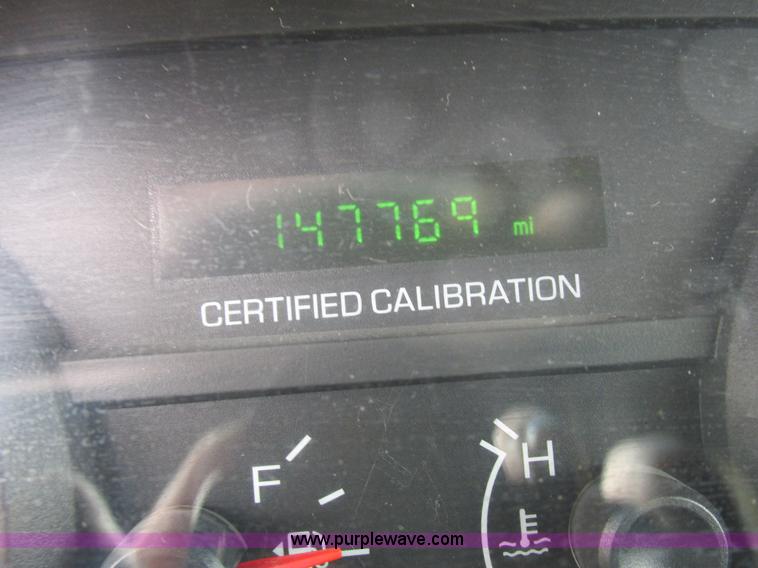 147769 mi
CERTIFIED CALIBRATION
F H
www.purplewave.com